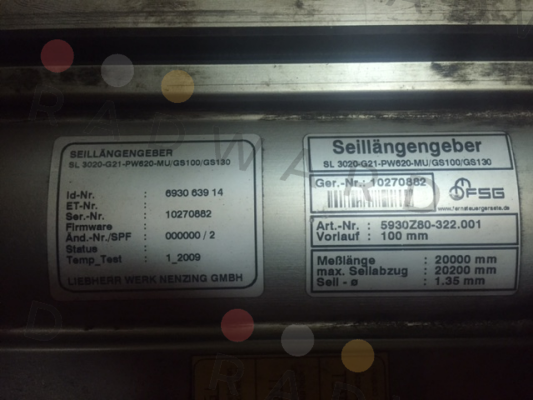 SEILLÄNGENGEBER
SL 3020-G21-PW620-MU/GS100/GS130
Id-Nr. : 6930 639 14
ET-Nr. :
Ser.-Nr. : 10270882
Firmware :
Änd.-Nr./SPF : 000000 / 2
Status :
Temp_Test : 1_2009
LIEBHERR WERK NENZING GMBH
Seillängengeber
SL 3020-G21-PW620-MU/GS100/GS130
Ger.-Nr.: 10270882
FSG
www.fernsteuergeraete.de
Art.-Nr. : 5930Z80-322.001
Vorlauf : 100 mm
Meßlänge : 20000 mm
max. Seilabzug : 20200 mm
Seil - ø : 1.35 mm